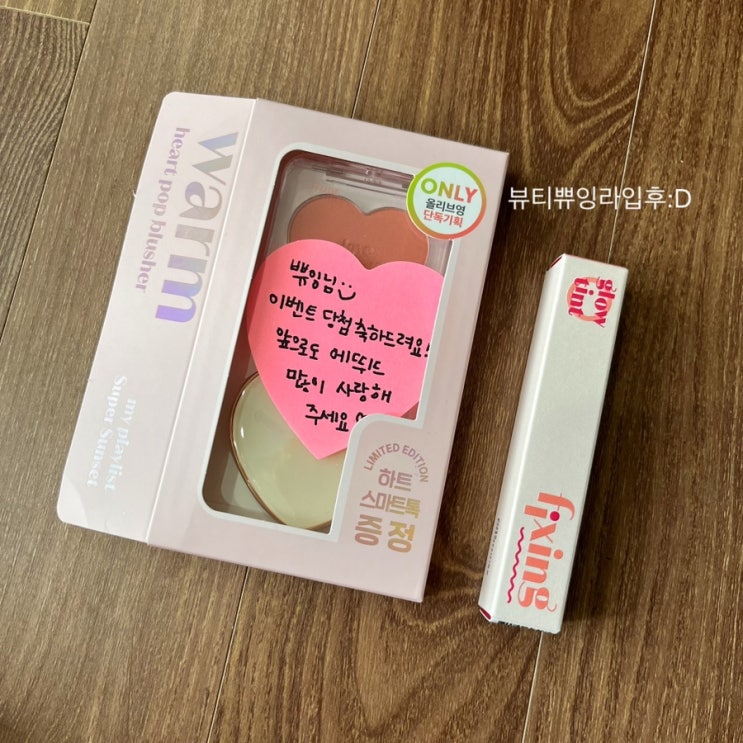 warm
heart pop blusher
my playlist
Super Sunset
ONLY
올리브영
단독기획
뷰티쀼잉라입후:D
쀼잉님
이벤트 당첨 축하드려요!
앞으로도 에뛰드
많이 사랑해
주세요
LIMITED EDITION
하트
스마트톡
증정
glow
tint
fixing